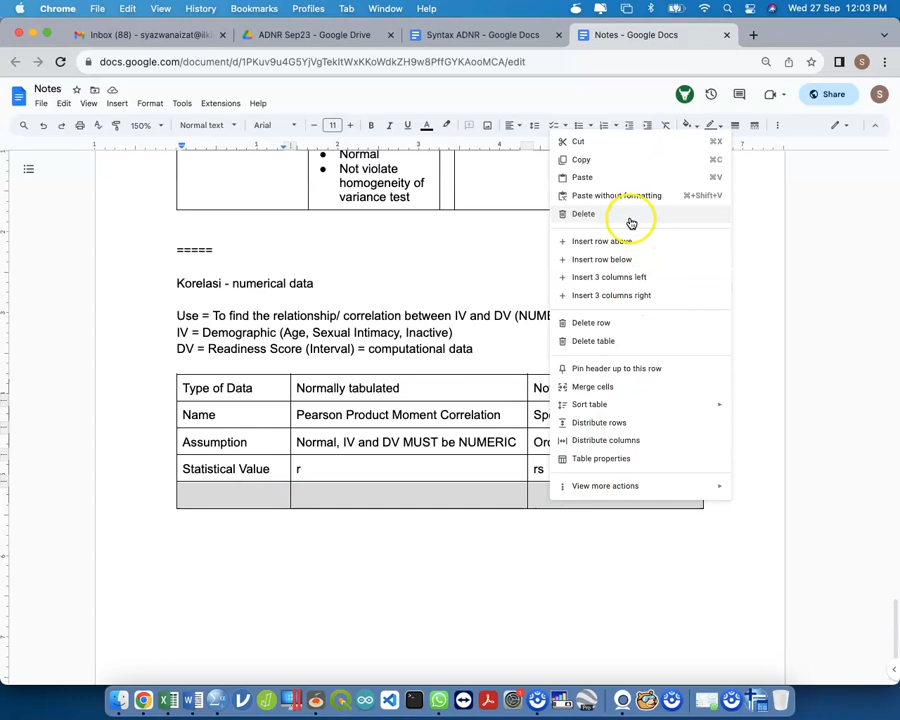 Chrome File Edit View History Bookmarks Profiles Tab Window Help Wed 27 Sep 12:03 PM
Inbox (88) - syazwanaizat@ilk
ADNR Sep23 - Google Drive
Syntax ADNR - Google Docs
Notes - Google Docs
docs.google.com/document/d/1PKuv9u4G5YjVgTekItWxKKoWdkZH9w8PffGYKAooMCA/edit
S
Notes
File Edit View Insert Format Tools Extensions Help
Share
S
150% Normal text Arial 11 B I U A
1 1 2 3 4 7
Normal
Not violate
homogeneity of
variance test
=====
Korelasi - numerical data
Use = To find the relationship/ correlation between IV and DV (NUME
IV = Demographic (Age, Sexual Intimacy, Inactive)
DV = Readiness Score (Interval) = computational data
Type of Data Normally tabulated
Name Pearson Product Moment Correlation
Assumption Normal, IV and DV MUST be NUMERIC
Statistical Value r rs
Cut ⌘X
Copy ⌘C
Paste ⌘V
Paste without formatting ⌘+Shift+V
Delete
Insert row above
Insert row below
Insert 3 columns left
Insert 3 columns right
Delete row
Delete table
Pin header up to this row
Merge cells
Sort table
Distribute rows
Distribute columns
Table properties
View more actions